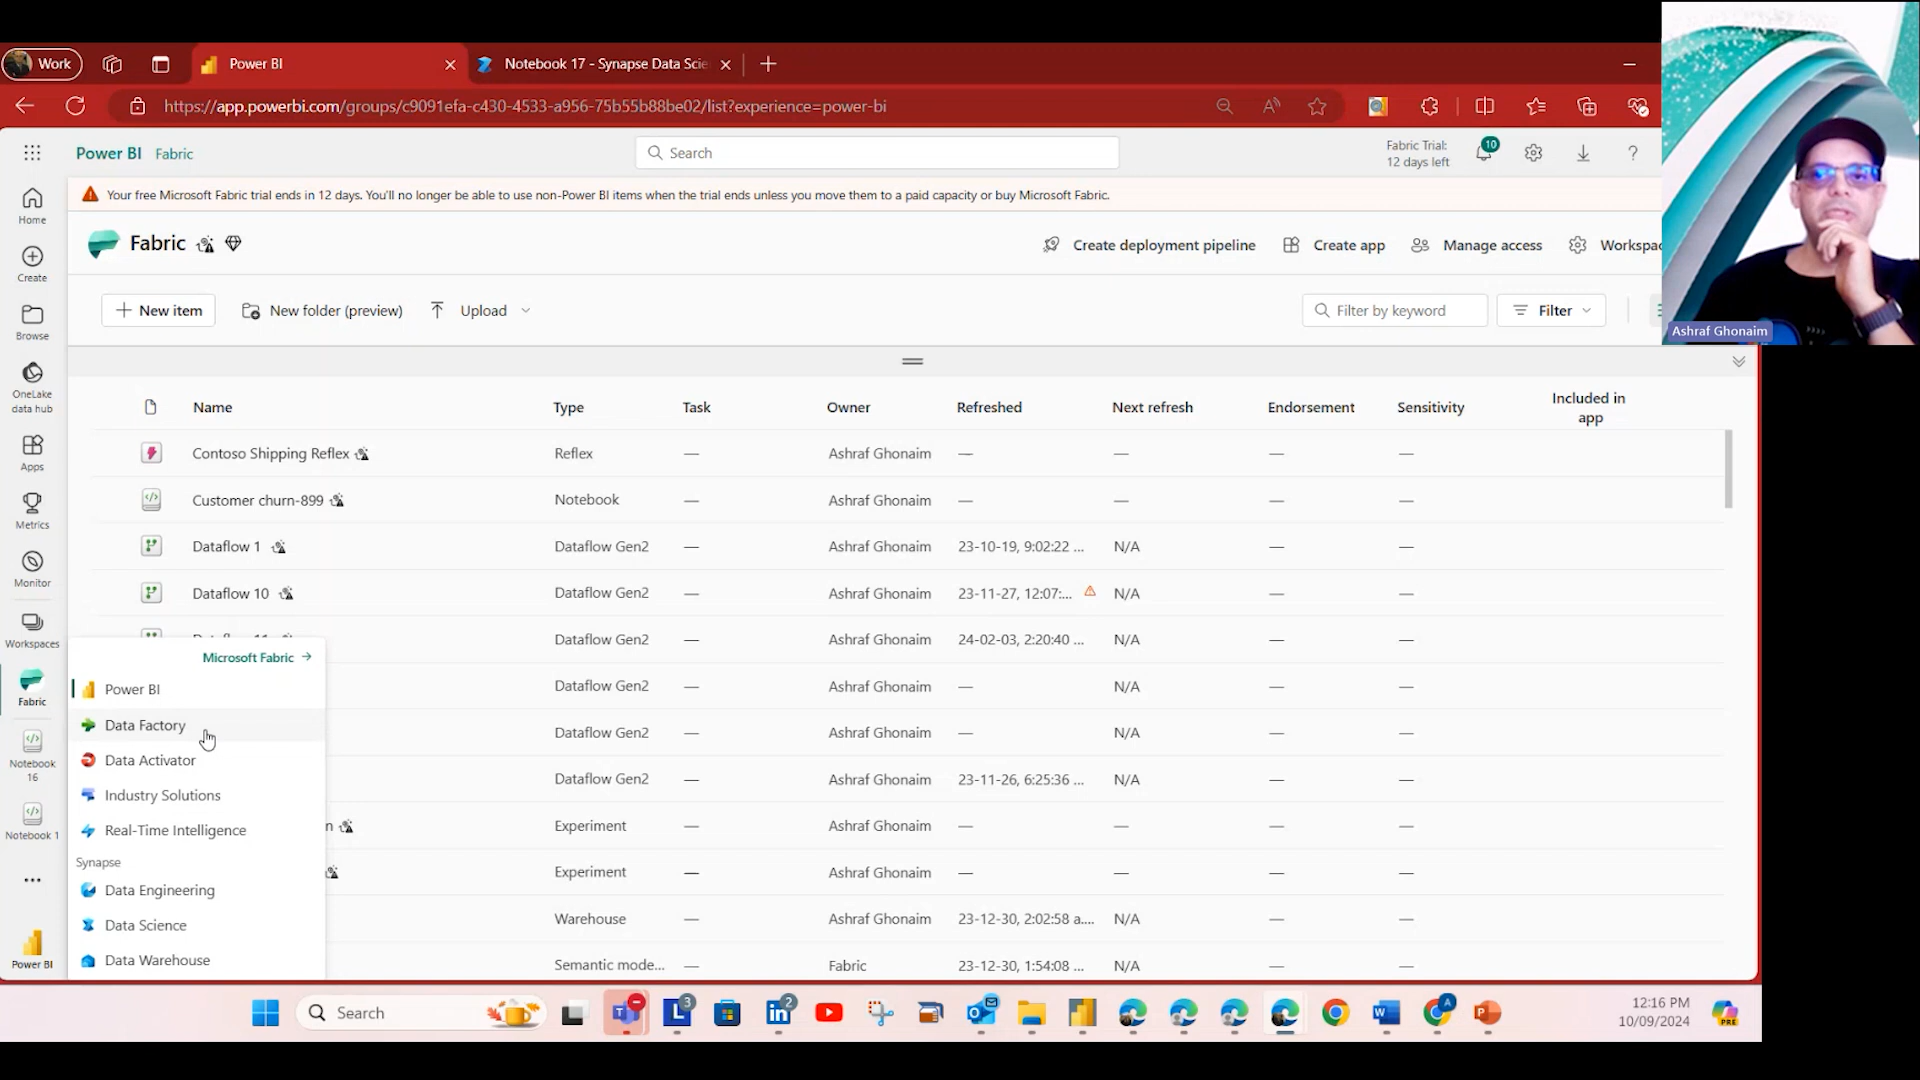 Work
Power BI
Notebook 17 - Synapse Data Scie
https://app.powerbi.com/groups/c9091efa-c430-4533-a956-75b55b88be02/list?experience=power-bi
Power BI Fabric
Search
Fabric Trial:
12 days left
10
Your free Microsoft Fabric trial ends in 12 days. You'll no longer be able to use non-Power BI items when the trial ends unless you move them to a paid capacity or buy Microsoft Fabric.
Fabric
Create deployment pipeline
Create app
Manage access
Workspac
New item
New folder (preview)
Upload
Filter by keyword
Filter
Ashraf Ghonaim
Home
Create
Browse
OneLake
data hub
Apps
Metrics
Monitor
Workspaces
Fabric
Notebook
16
Notebook 1
Power BI
Name Type Task Owner Refreshed Next refresh Endorsement Sensitivity Included in
app
Contoso Shipping Reflex Reflex — Ashraf Ghonaim — — — —
Customer churn-899 Notebook — Ashraf Ghonaim — — — —
Dataflow 1 Dataflow Gen2 — Ashraf Ghonaim 23-10-19, 9:02:22 ... N/A — —
Dataflow 10 Dataflow Gen2 — Ashraf Ghonaim 23-11-27, 12:07:... N/A — —
Dataflow 11 Dataflow Gen2 — Ashraf Ghonaim 24-02-03, 2:20:40 ... N/A — —
Dataflow Gen2 — Ashraf Ghonaim — N/A — —
Dataflow Gen2 — Ashraf Ghonaim — N/A — —
Dataflow Gen2 — Ashraf Ghonaim 23-11-26, 6:25:36 ... N/A — —
n Experiment — Ashraf Ghonaim — — — —
Experiment — Ashraf Ghonaim — — — —
Warehouse — Ashraf Ghonaim 23-12-30, 2:02:58 a.... N/A — —
Semantic mode... — Fabric 23-12-30, 1:54:08 ... N/A — —
Microsoft Fabric
Power BI
Data Factory
Data Activator
Industry Solutions
Real-Time Intelligence
Synapse
Data Engineering
Data Science
Data Warehouse
Search
3
2
A
12:16 PM
10/09/2024
PRE